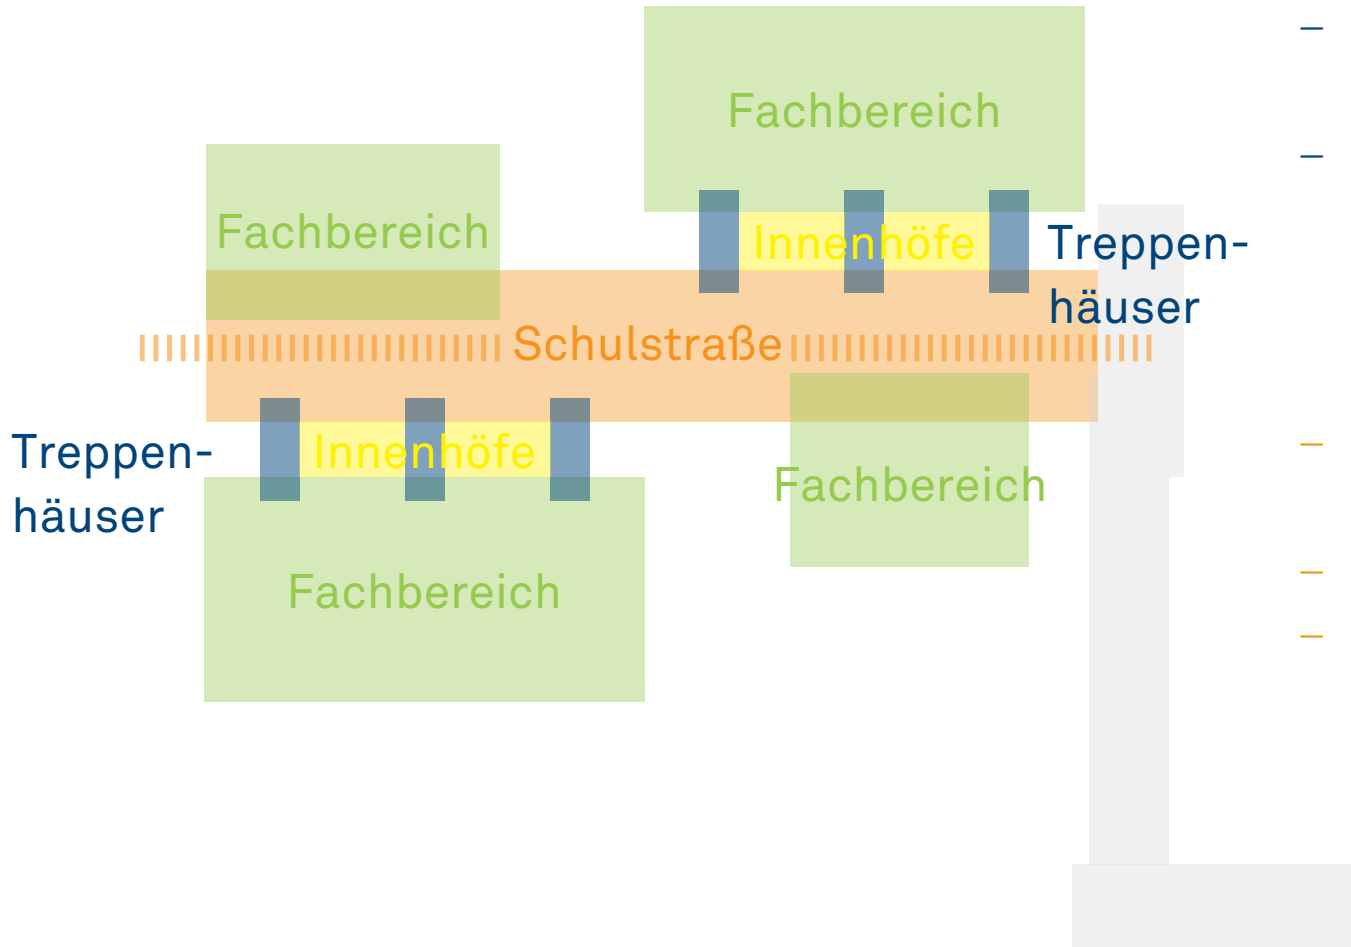 Fachbereich
Fachbereich
Innenhöfe
Treppen-
häuser
Schulstraße
Treppen-
häuser
Innenhöfe
Fachbereich
Fachbereich
–
–
–
–
–